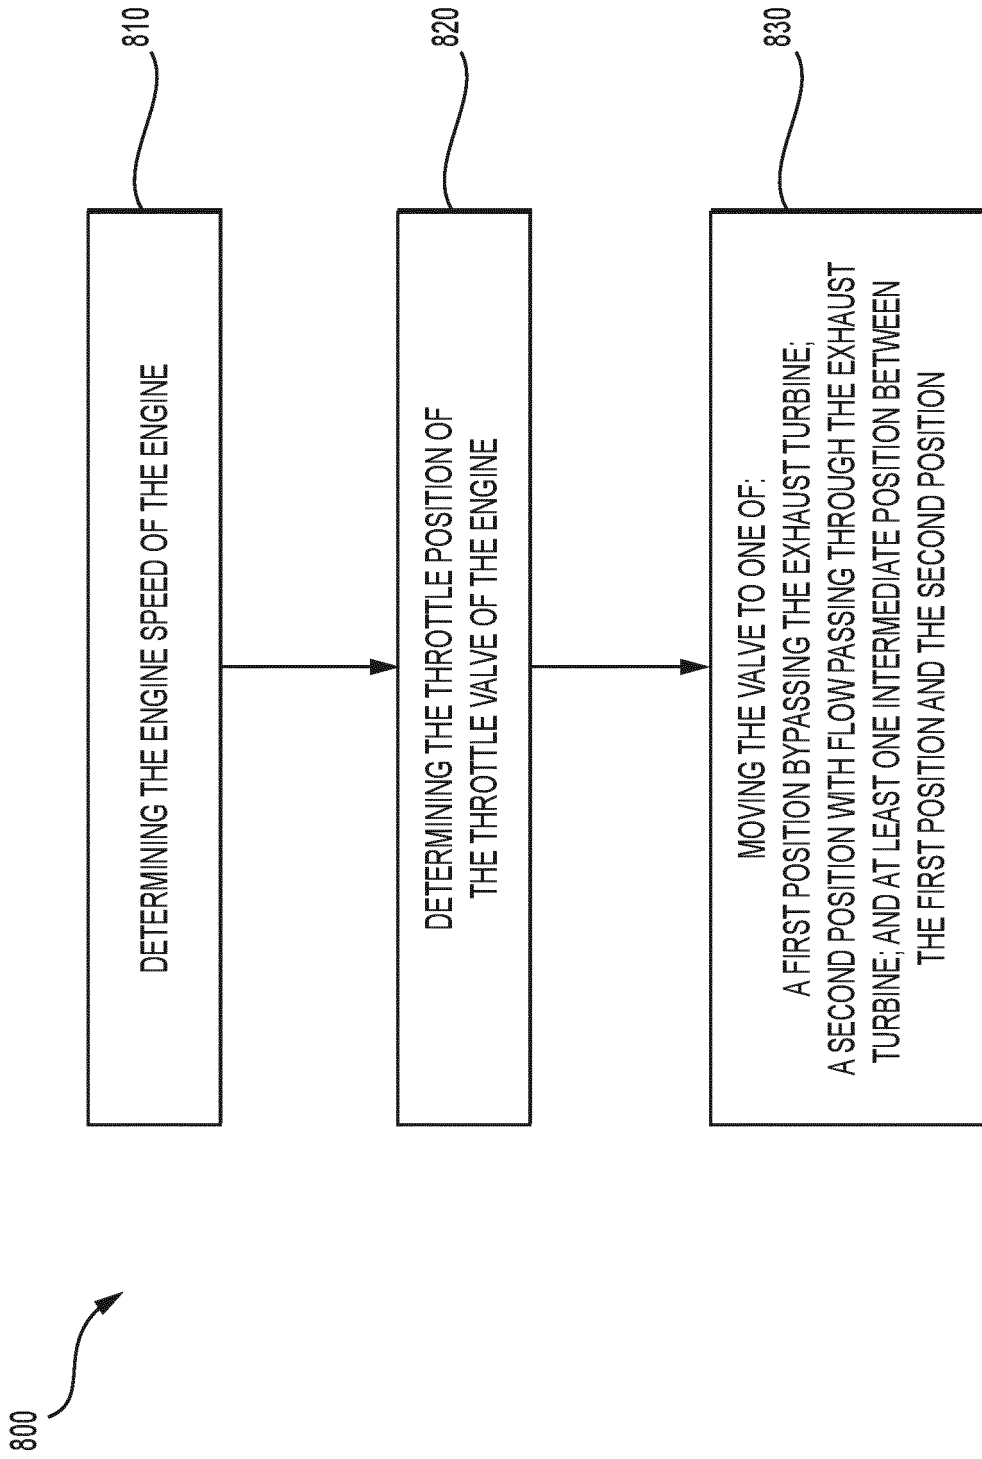 800
DETERMINING THE ENGINE SPEED OF THE ENGINE
810
DETERMINING THE THROTTLE POSITION OF
THE THROTTLE VALVE OF THE ENGINE
820
MOVING THE VALVE TO ONE OF:
A FIRST POSITION BYPASSING THE EXHAUST TURBINE;
A SECOND POSITION WITH FLOW PASSING THROUGH THE EXHAUST
TURBINE; AND AT LEAST ONE INTERMEDIATE POSITION BETWEEN
THE FIRST POSITION AND THE SECOND POSITION
830